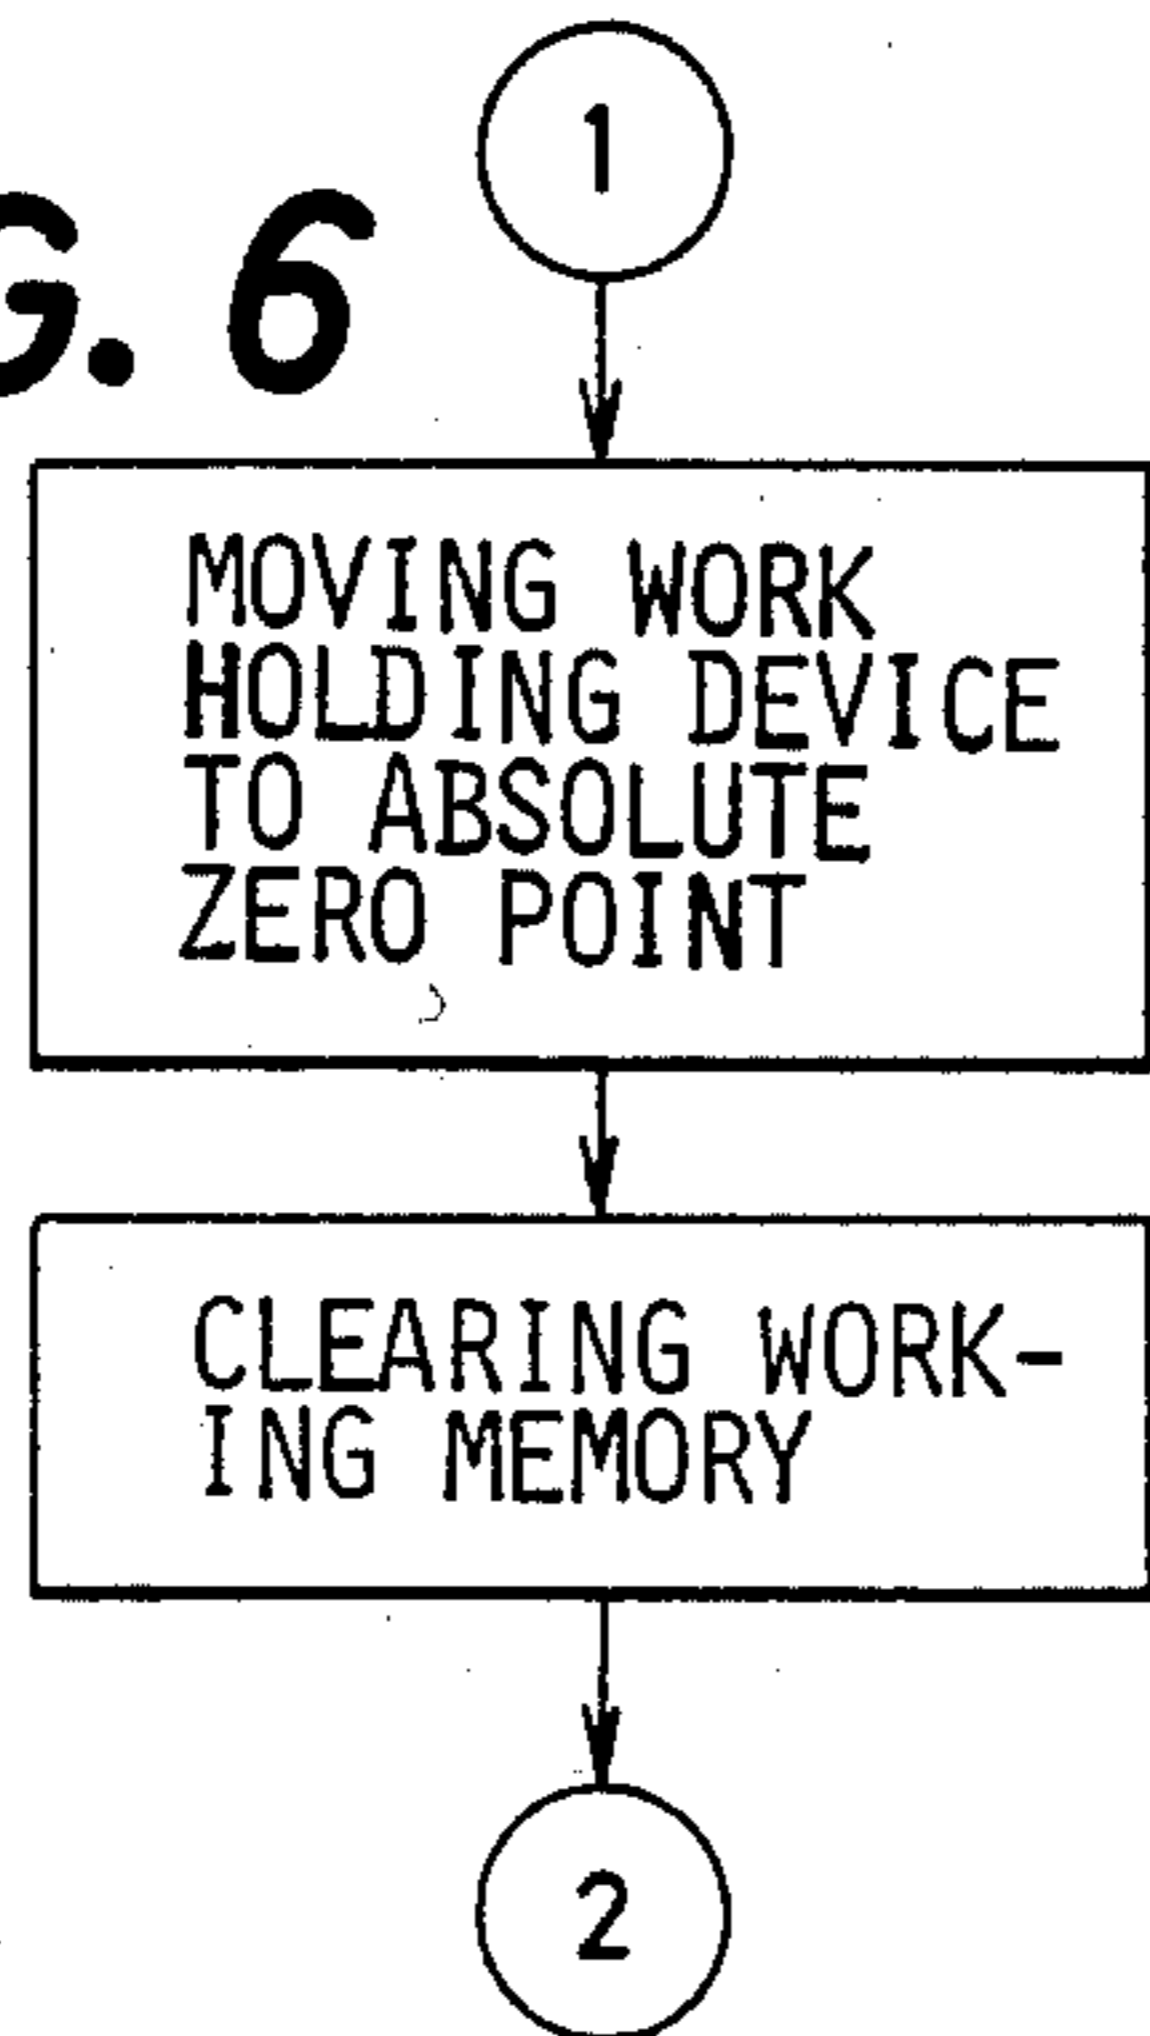 1
G. 6
MOVING WORK
HOLDING DEVICE
TO ABSOLUTE
ZERO POINT
CLEARING WORK-
ING MEMORY
2